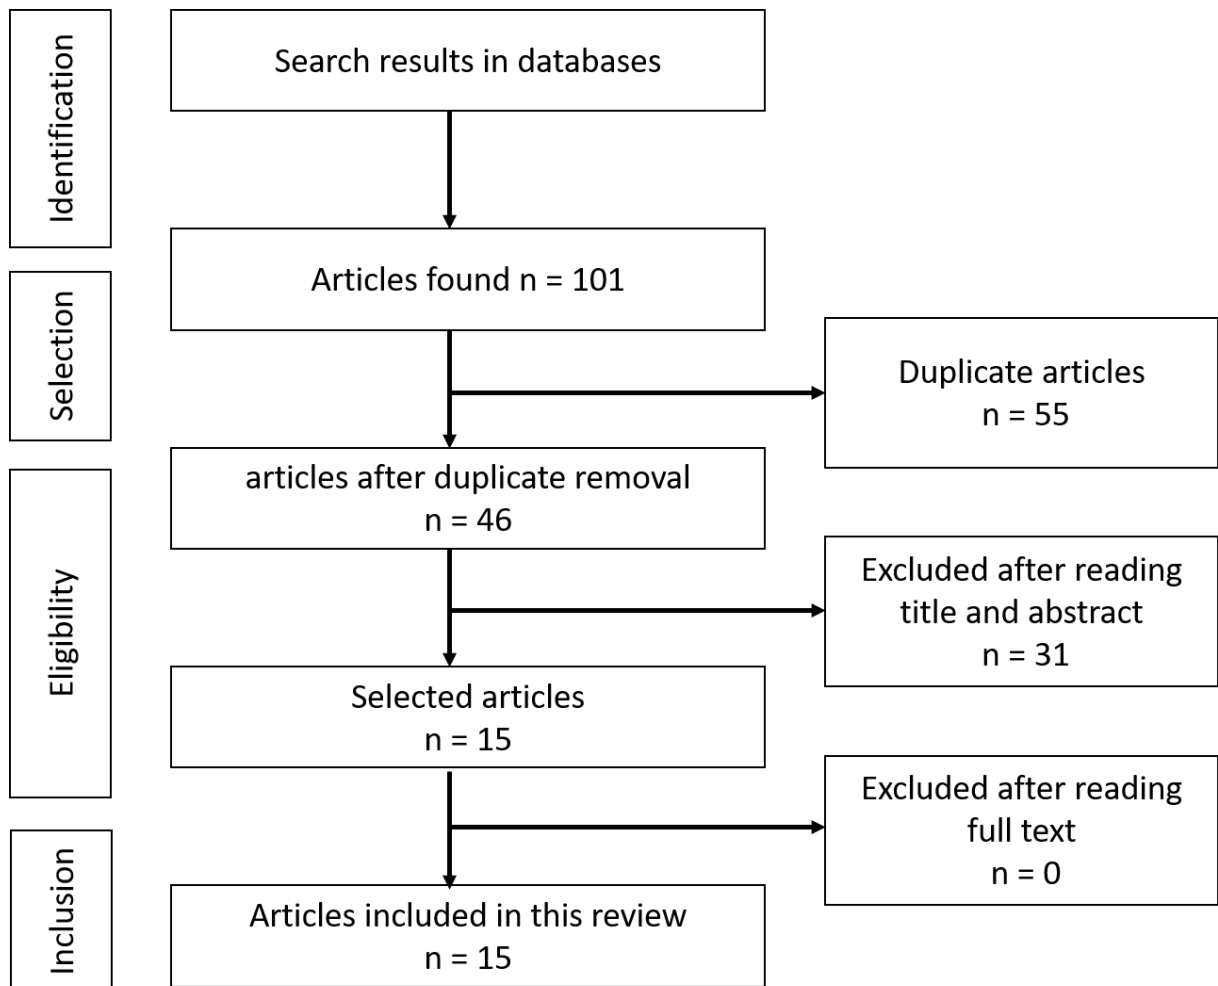 Identification
Search results in databases
Articles found n = 101
Selection
Duplicate articles
n = 55
articles after duplicate removal
n = 46
Eligibility
Excluded after reading
title and abstract
n = 31
Selected articles
n = 15
Excluded after reading
full text
n = 0
Inclusion
Articles included in this review
n = 15